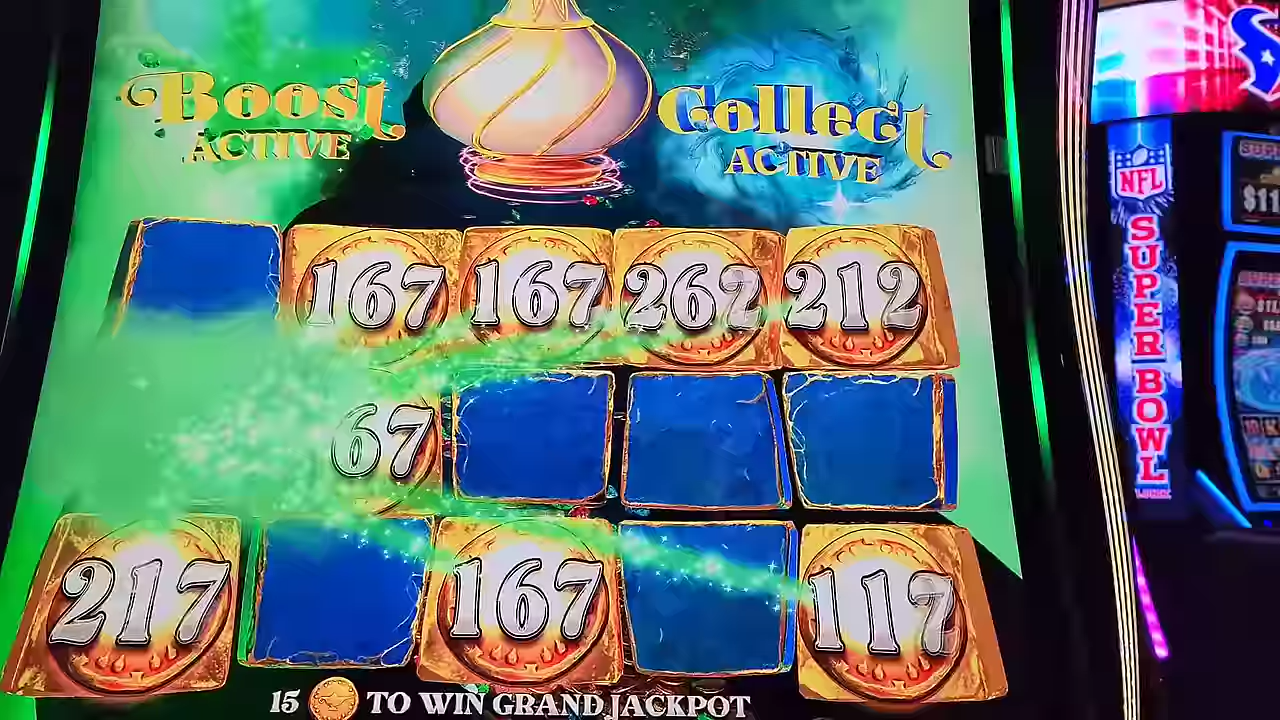 Boost
ACTIVE
Collect
ACTIVE
167 167 262 212
67
217 167 117
15 TO WIN GRAND JACKPOT
NFL
SUPER BOWL
$11